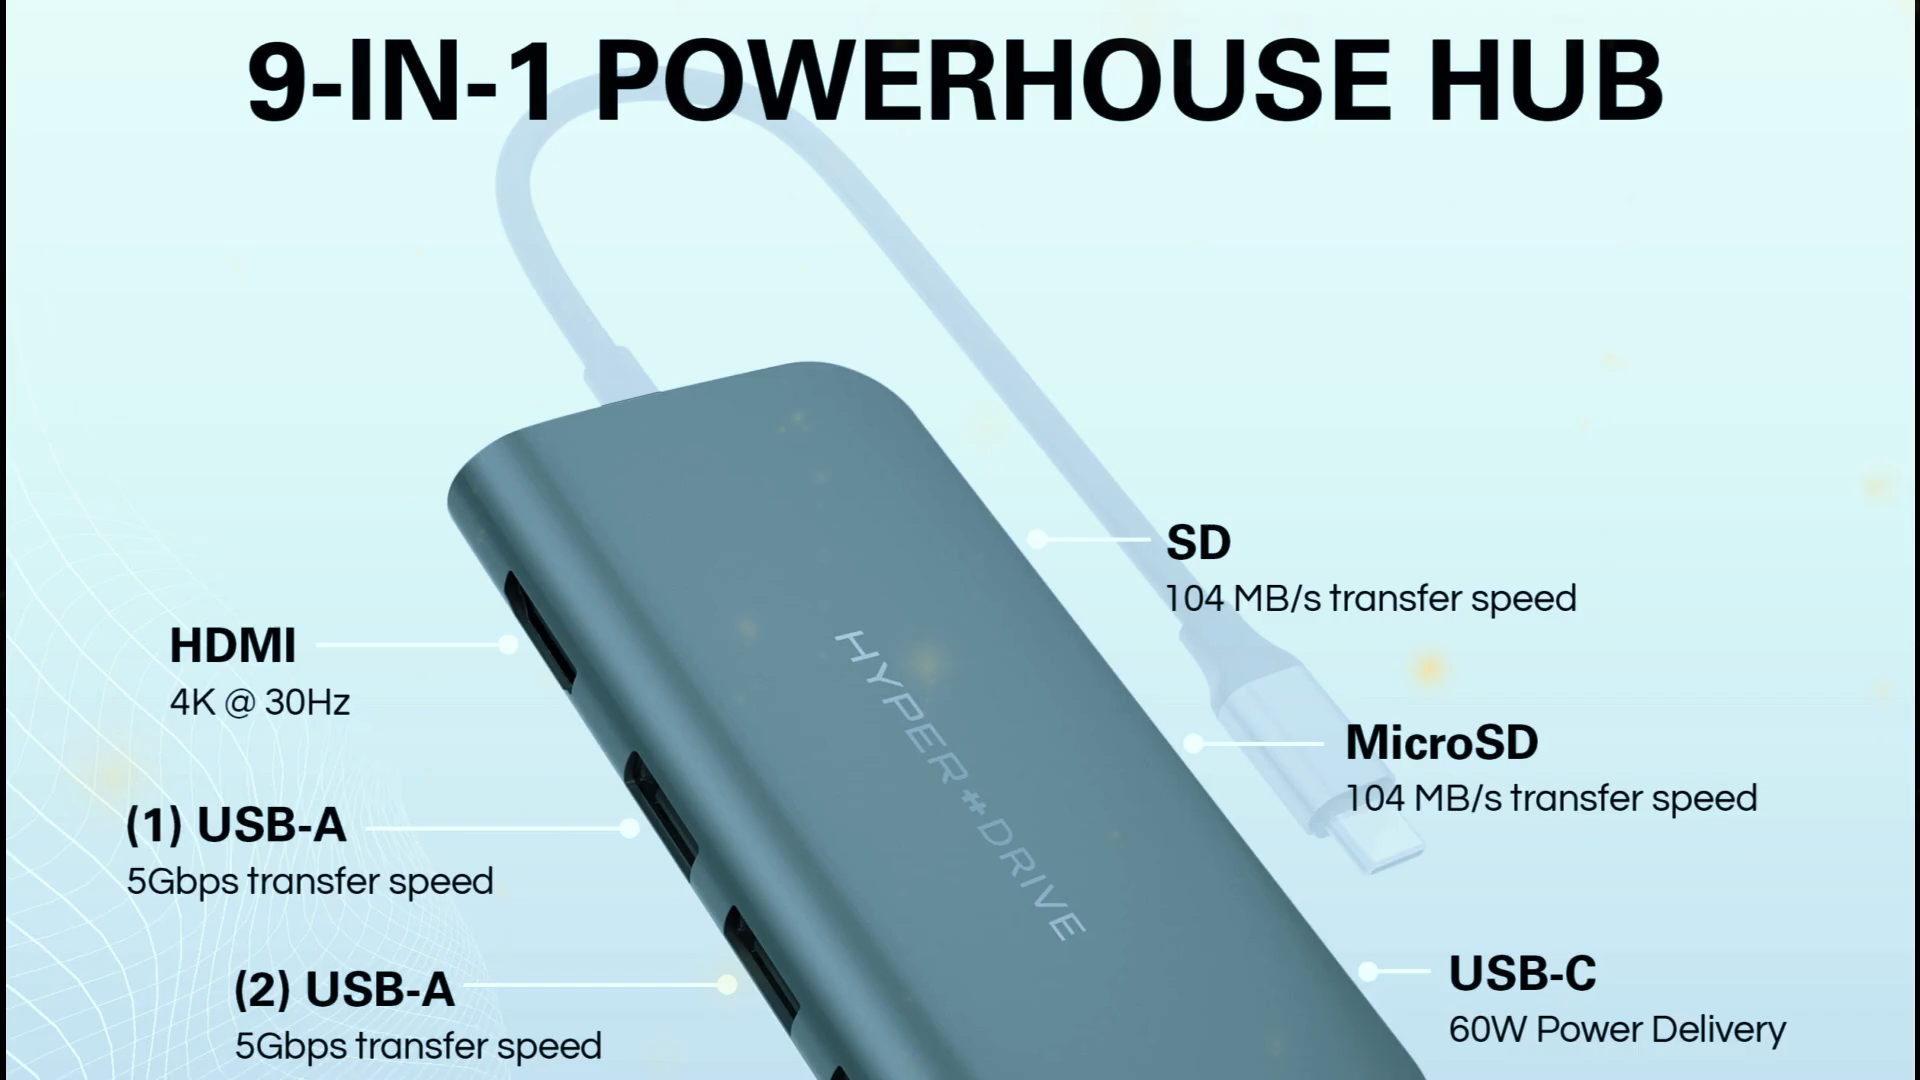 9-IN-1 POWERHOUSE HUB
SD
104 MB/s transfer speed
HDMI
4K @ 30Hz
HYPER DRIVE
MicroSD
104 MB/s transfer speed
(1) USB-A
5Gbps transfer speed
USB-C
60W Power Delivery
(2) USB-A
5Gbps transfer speed